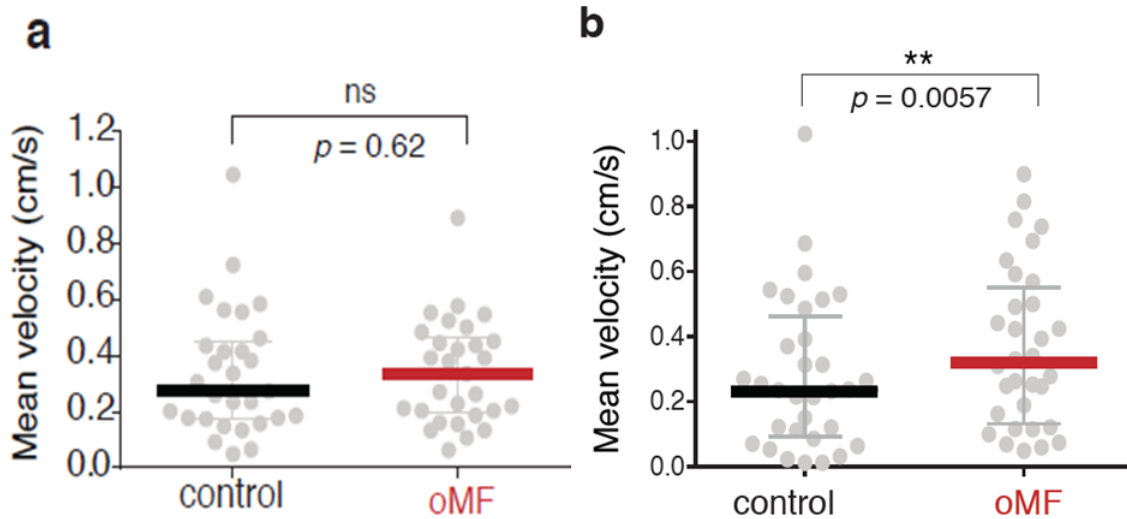 a
ns
p = 0.62
Mean velocity (cm/s)
1.2
1.0
0.8
0.6
0.4
0.2
0.0
control
oMF
b
**
p = 0.0057
Mean velocity (cm/s)
1.0
0.8
0.6
0.4
0.2
0.0
control
oMF